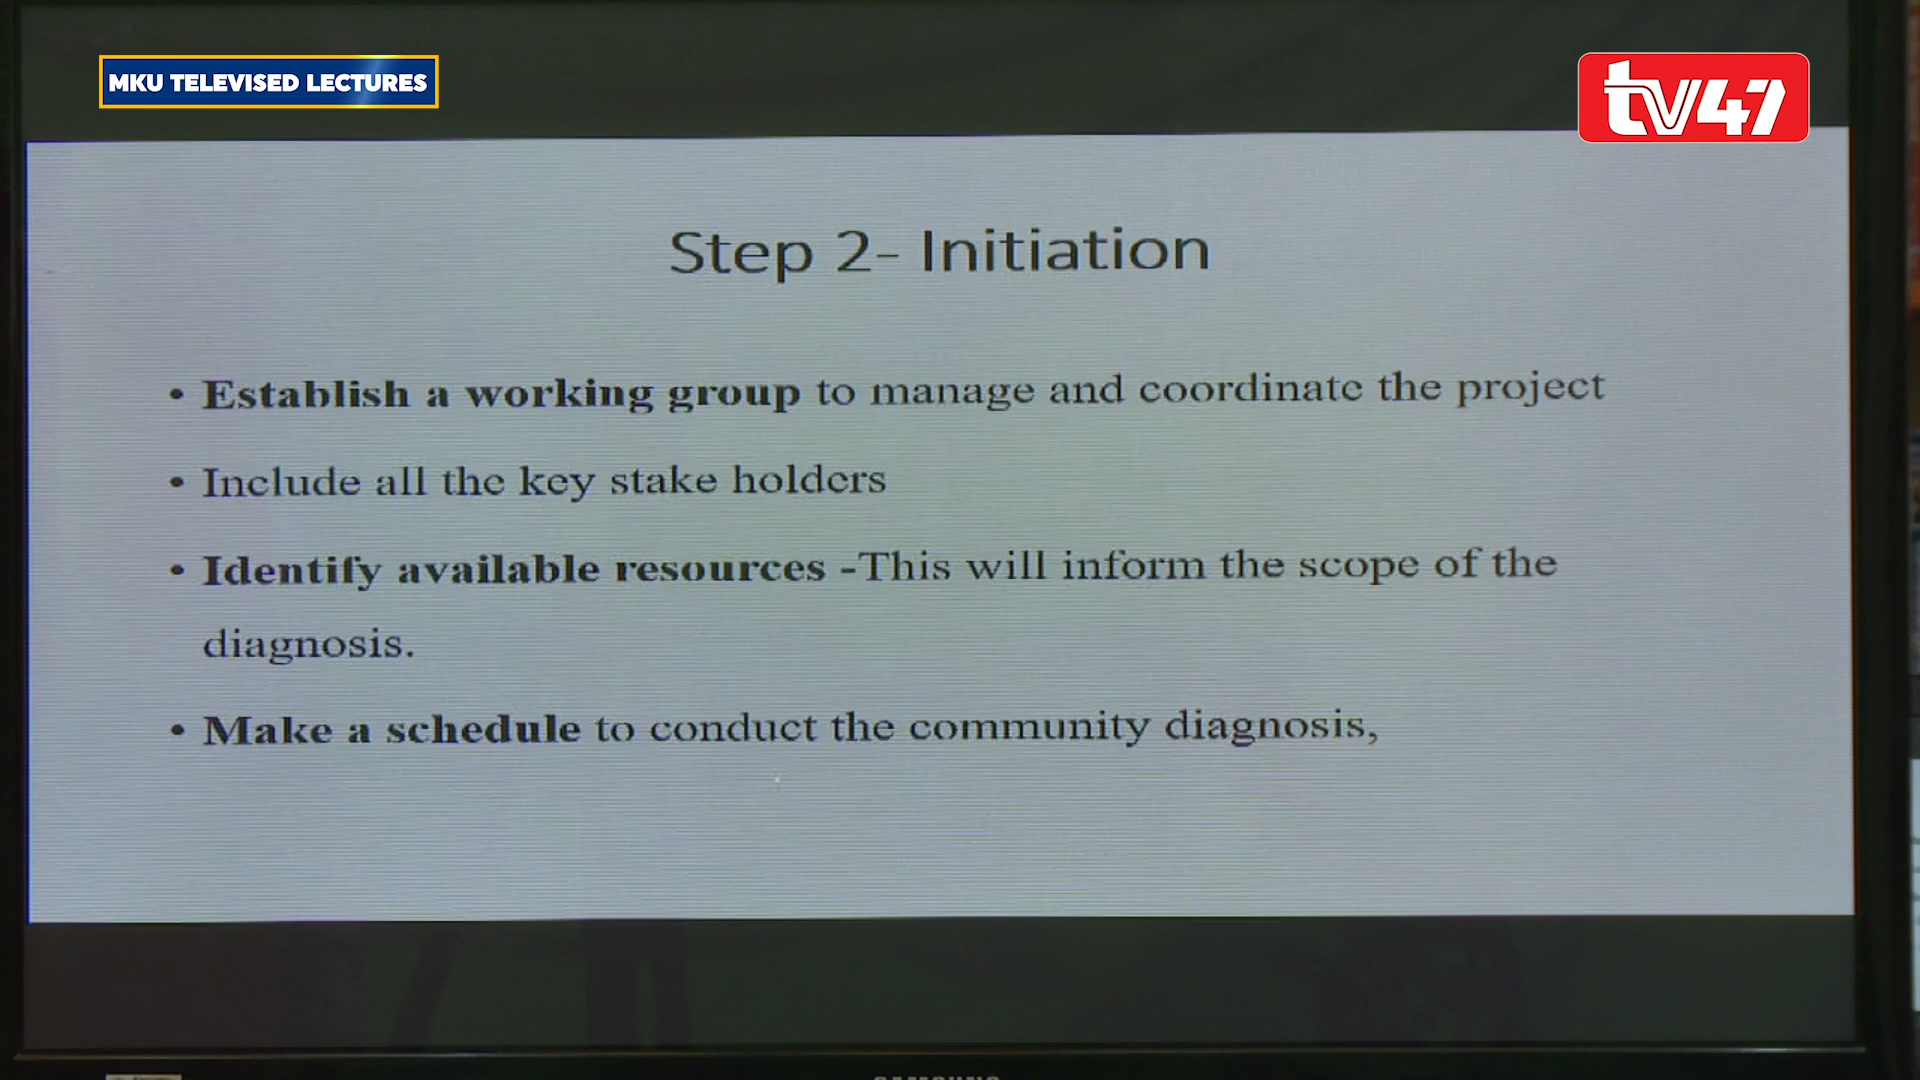 MKU TELEVISED LECTURES
tv47
Step 2- Initiation
• Establish a working group to manage and coordinate the project
• Include all the key stake holders
• Identify available resources -This will inform the scope of the
diagnosis.
• Make a schedule to conduct the community diagnosis,